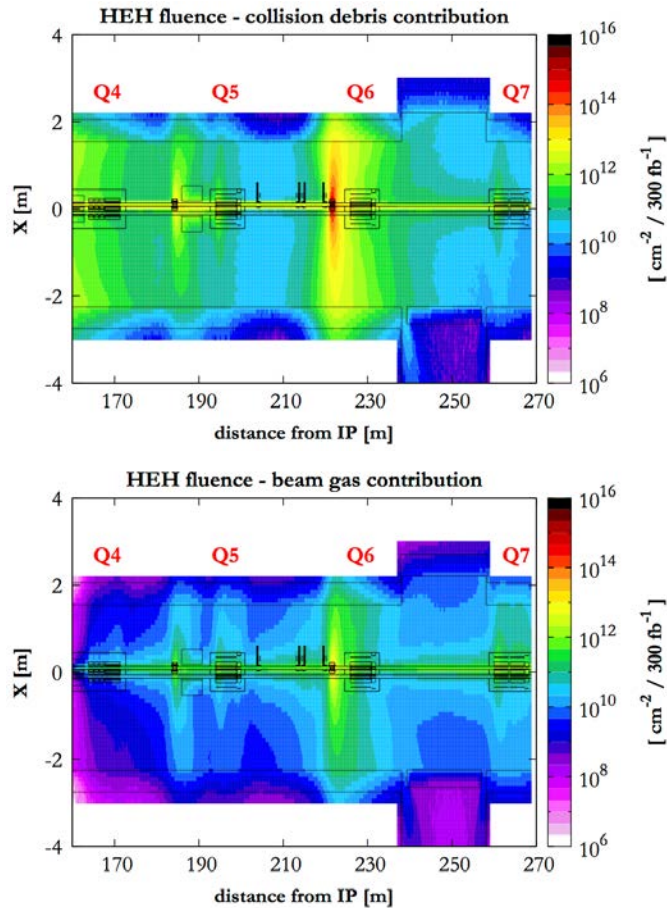 HEH fluence - collision debris contribution
Q4 Q5 Q6 Q7
4
2
0
-2
-4
X [m]
170 190 210 230 250 270
distance from IP [m]
10^16
10^14
10^12
10^10
10^8
10^6
[ cm^-2 / 300 fb^-1 ]
HEH fluence - beam gas contribution
Q4 Q5 Q6 Q7
4
2
0
-2
-4
X [m]
170 190 210 230 250 270
distance from IP [m]
10^16
10^14
10^12
10^10
10^8
10^6
[ cm^-2 / 300 fb^-1 ]